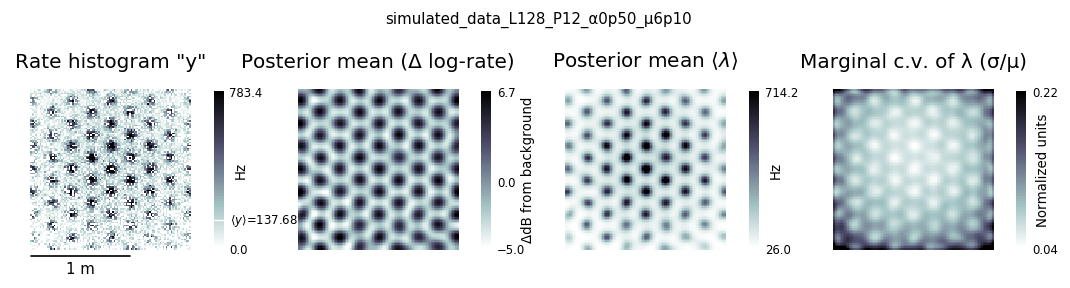 simulated_data_L128_P12_α0p50_μ6p10
Rate histogram "y"
Posterior mean (Δ log-rate)
Posterior mean ⟨λ⟩
Marginal c.v. of λ (σ/μ)
783.4
Hz
⟨y⟩=137.68
0.0
1 m
6.7
0.0
−5.0
ΔdB from background
714.2
Hz
26.0
0.22
Normalized units
0.04